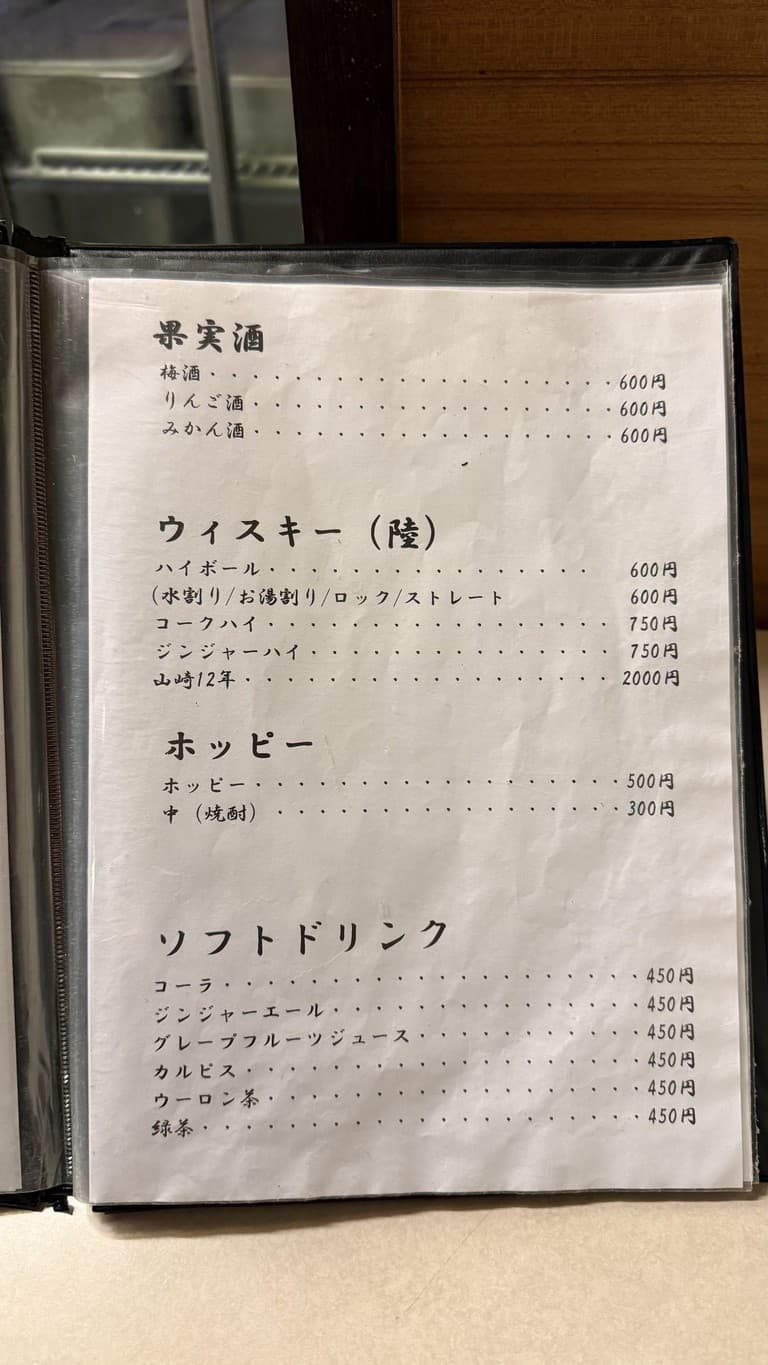 果実酒
梅酒・・・・・・・・・・・・・・・・・・・600円
りんご酒・・・・・・・・・・・・・・・・・600円
みかん酒・・・・・・・・・・・・・・・・・600円
ウィスキー（陸）
ハイボール・・・・・・・・・・・・・・・ 600円
(水割り/お湯割り/ロック/ストレート 600円
コークハイ・・・・・・・・・・・・・・・・ 750円
ジンジャーハイ・・・・・・・・・・・・・・ 750円
山崎12年・・・・・・・・・・・・・・・・・ 2000円
ホッピー
ホッピー・・・・・・・・・・・・・・・・・500円
中（焼酎）・・・・・・・・・・・・・・・・300円
ソフトドリンク
コーラ・・・・・・・・・・・・・・・・・・・450円
ジンジャーエール・・・・・・・・・・・・・・450円
グレープフルーツジュース・・・・・・・・・・450円
カルピス・・・・・・・・・・・・・・・・・・450円
ウーロン茶・・・・・・・・・・・・・・・・・450円
緑茶・・・・・・・・・・・・・・・・・・・・450円